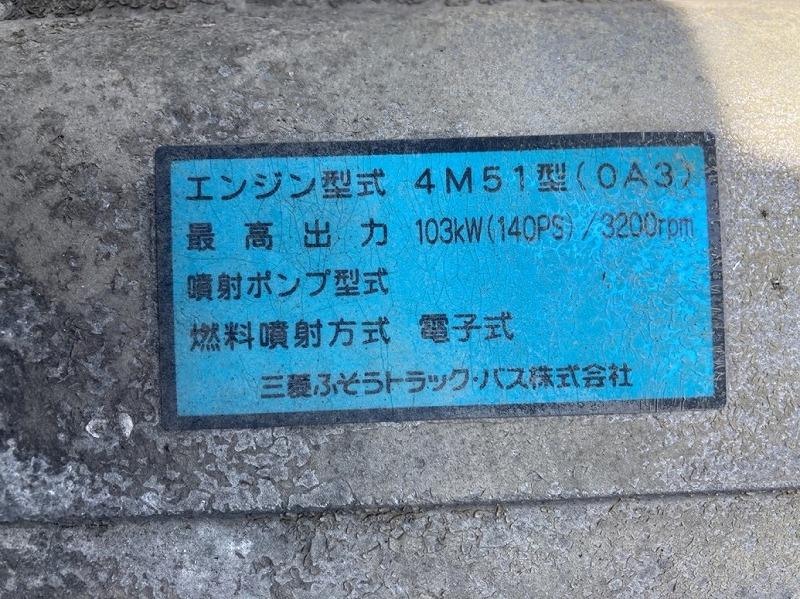 エンジン型式 4M51型(0A3)
最高出力 103kW(140PS)/3200rpm
噴射ポンプ型式
燃料噴射方式 電子式
三菱ふそうトラック・バス株式会社